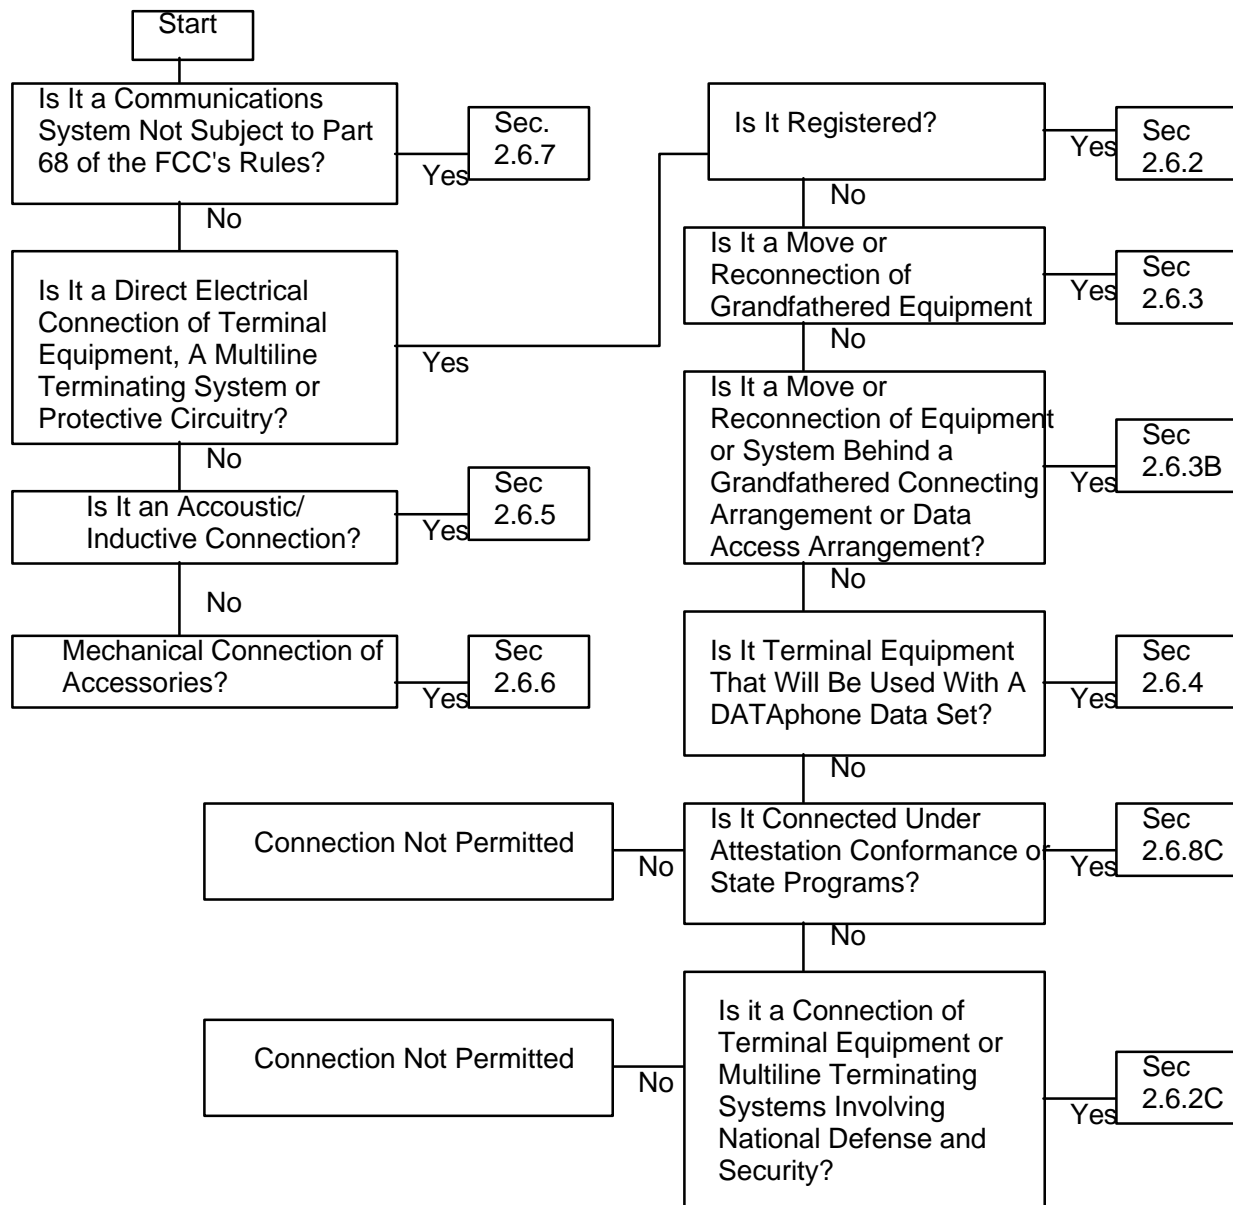 Start
Is It a Communications
System Not Subject to Part
68 of the FCC's Rules?
Yes
Sec.
2.6.7
No
Is It a Direct Electrical
Connection of Terminal
Equipment, A Multiline
Terminating System or
Protective Circuitry?
Yes
No
Is It an Accoustic/
Inductive Connection?
Yes
Sec
2.6.5
No
Mechanical Connection of
Accessories?
Yes
Sec
2.6.6
Is It Registered?
Yes
Sec
2.6.2
No
Is It a Move or
Reconnection of
Grandfathered Equipment
Yes
Sec
2.6.3
No
Is It a Move or
Reconnection of Equipment
or System Behind a
Grandfathered Connecting
Arrangement or Data
Access Arrangement?
Yes
Sec
2.6.3B
No
Is It Terminal Equipment
That Will Be Used With A
DATAphone Data Set?
Yes
Sec
2.6.4
No
Is It Connected Under
Attestation Conformance or
State Programs?
Yes
Sec
2.6.8C
No
Connection Not Permitted
No
Is it a Connection of
Terminal Equipment or
Multiline Terminating
Systems Involving
National Defense and
Security?
Yes
Sec
2.6.2C
No
Connection Not Permitted